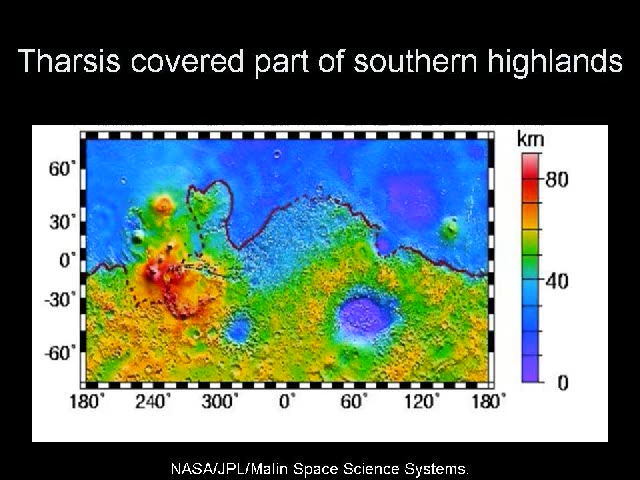 Tharsis covered part of southern highlands
km
60°
30°
0°
-30°
-60°
80
40
0
180° 240° 300° 0° 60° 120° 180°
NASA/JPL/Malin Space Science Systems.